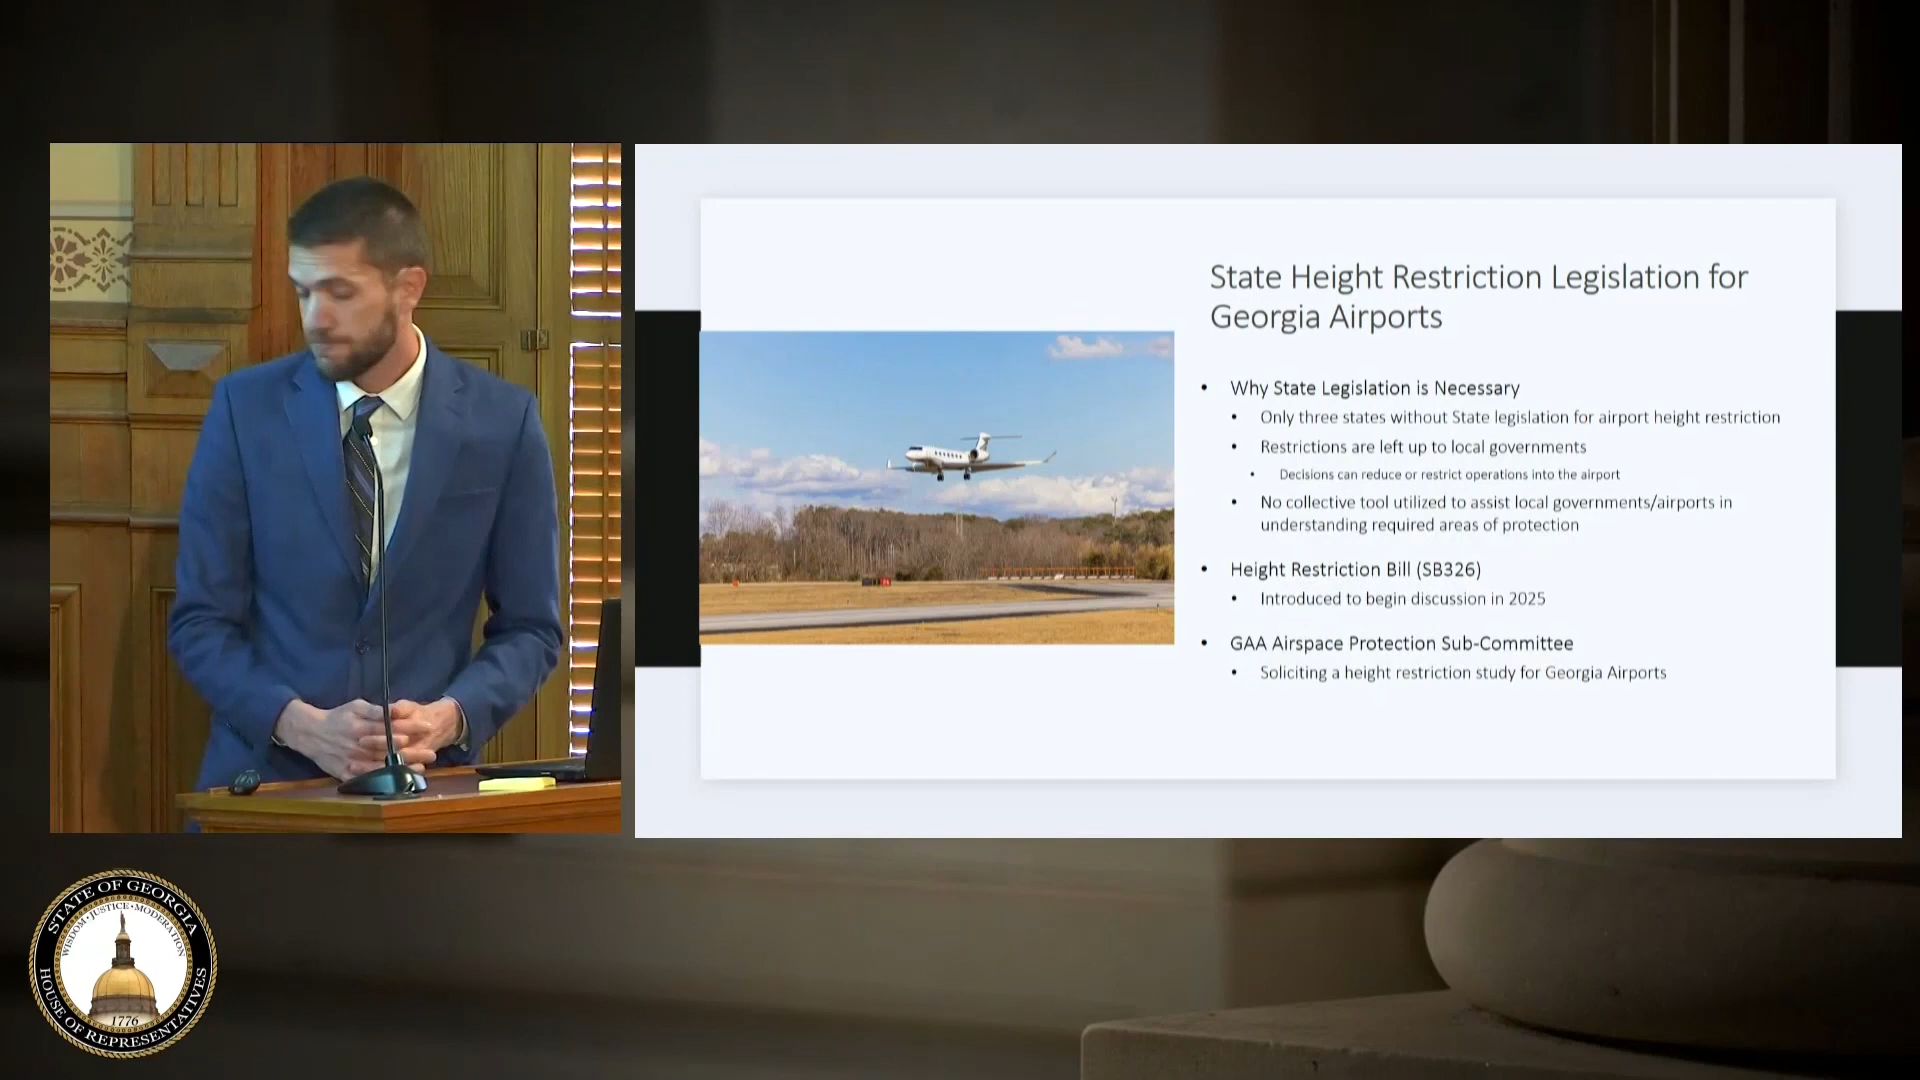 State Height Restriction Legislation for
Georgia Airports
• Why State Legislation is Necessary
• Only three states without State legislation for airport height restriction
• Restrictions are left up to local governments
• Decisions can reduce or restrict operations into the airport
• No collective tool utilized to assist local governments/airports in
understanding required areas of protection
• Height Restriction Bill (SB326)
• Introduced to begin discussion in 2025
• GAA Airspace Protection Sub-Committee
• Soliciting a height restriction study for Georgia Airports
STATE OF GEORGIA
WISDOM • JUSTICE • MODERATION
1776
HOUSE OF REPRESENTATIVES